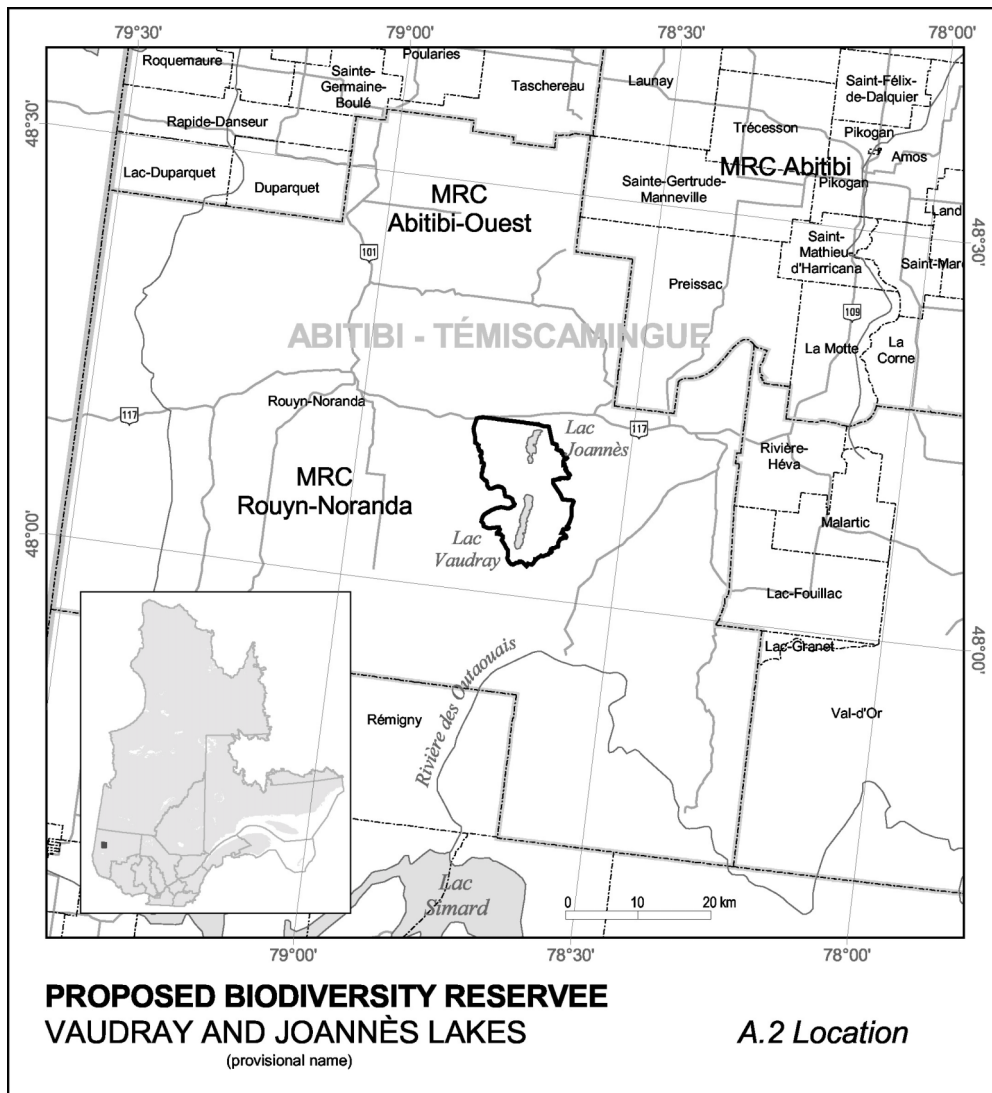 79°30'
79°00'
78°30'
78°00'
Roquemaure
Poularies
Sainte-
Germaine-
Boulé
Taschereau
Launay
Saint-Félix-
de-Dalquier
48°30'
Rapide-Danseur
Trécesson
Pikogan
Amos
Lac-Duparquet
Duparquet
MRC
Abitibi-Ouest
Sainte-Gertrude-
Manneville
MRC Abitibi
Pikogan
Land
48°30'
101
Saint-
Mathieu-
d'Harricana
Saint-Marc
Preissac
109
ABITIBI - TÉMISCAMINGUE
La Motte
La
Corne
117
Rouyn-Noranda
Lac
Joannès
117
Rivière-
Héva
MRC
Rouyn-Noranda
Malartic
48°00'
Lac
Vaudray
Lac-Fouillac
Lac-Granet
48°00'
Rivière des Outaouais
Rémigny
Val-d'Or
Lac
Simard
0 10 20 km
79°00'
78°30'
78°00'
PROPOSED BIODIVERSITY RESERVEE
VAUDRAY AND JOANNÈS LAKES
A.2 Location
(provisional name)